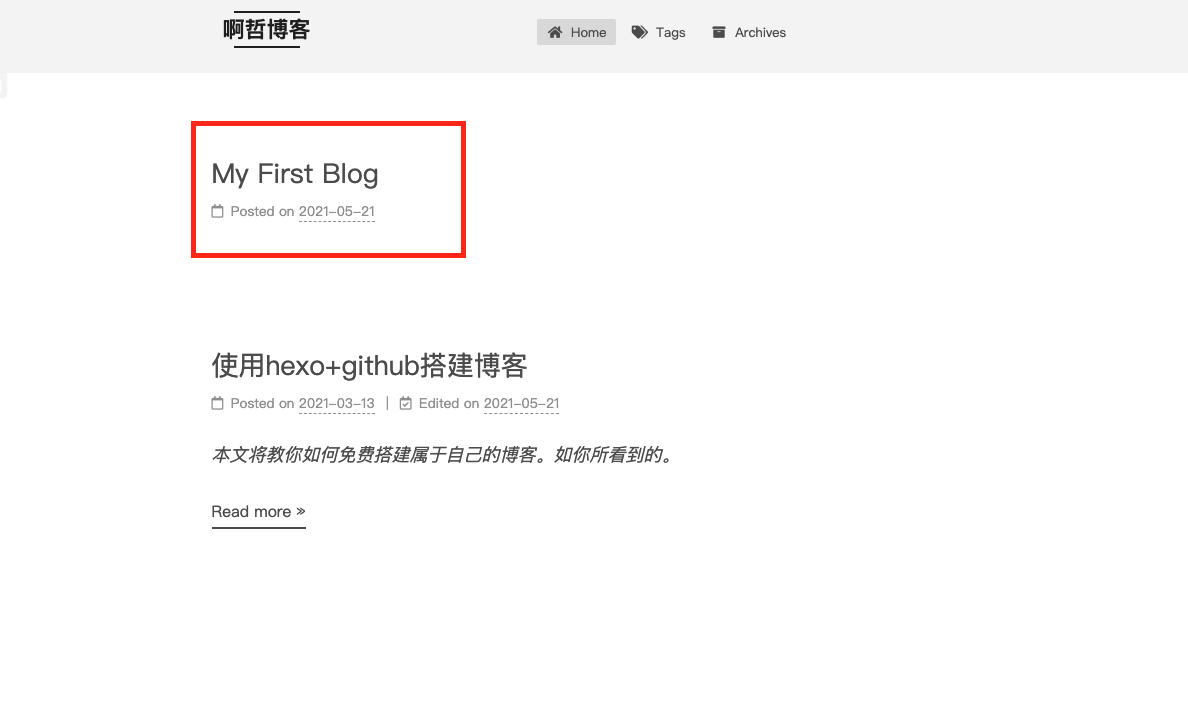 啊哲博客
Home Tags Archives
My First Blog
Posted on 2021-05-21
使用hexo+github搭建博客
Posted on 2021-03-13 | Edited on 2021-05-21
本文将教你如何免费搭建属于自己的博客。如你所看到的。
Read more »